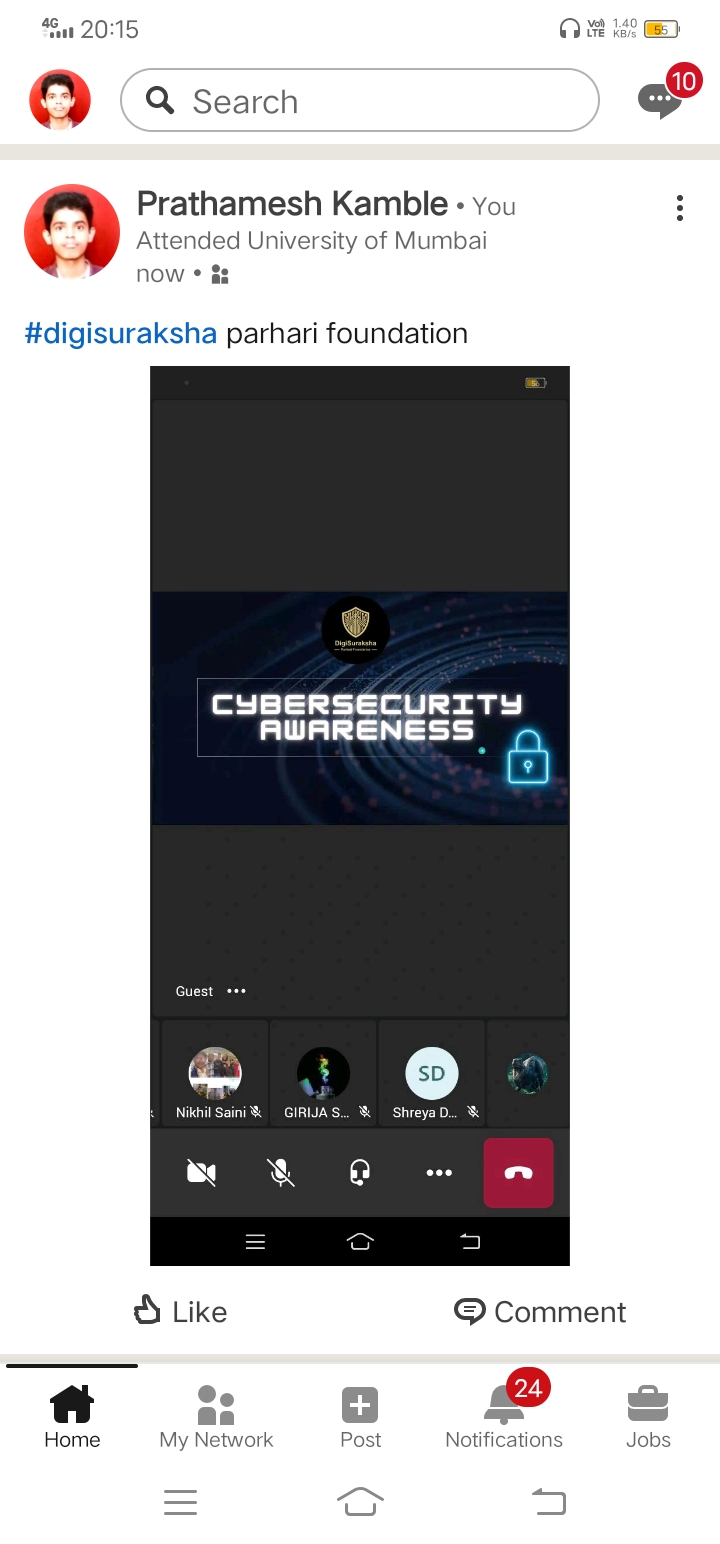 4G 20:15 Vo) LTE 1.40 KB/s 55
Search 10
Prathamesh Kamble • You
Attended University of Mumbai
now •
#digisuraksha parhari foundation
DigiSuraksha
CYBERSECURITY
AWARENESS
Guest •••
SD
Nikhil Saini GIRIJA S... Shreya D...
Like Comment
24
Home My Network Post Notifications Jobs